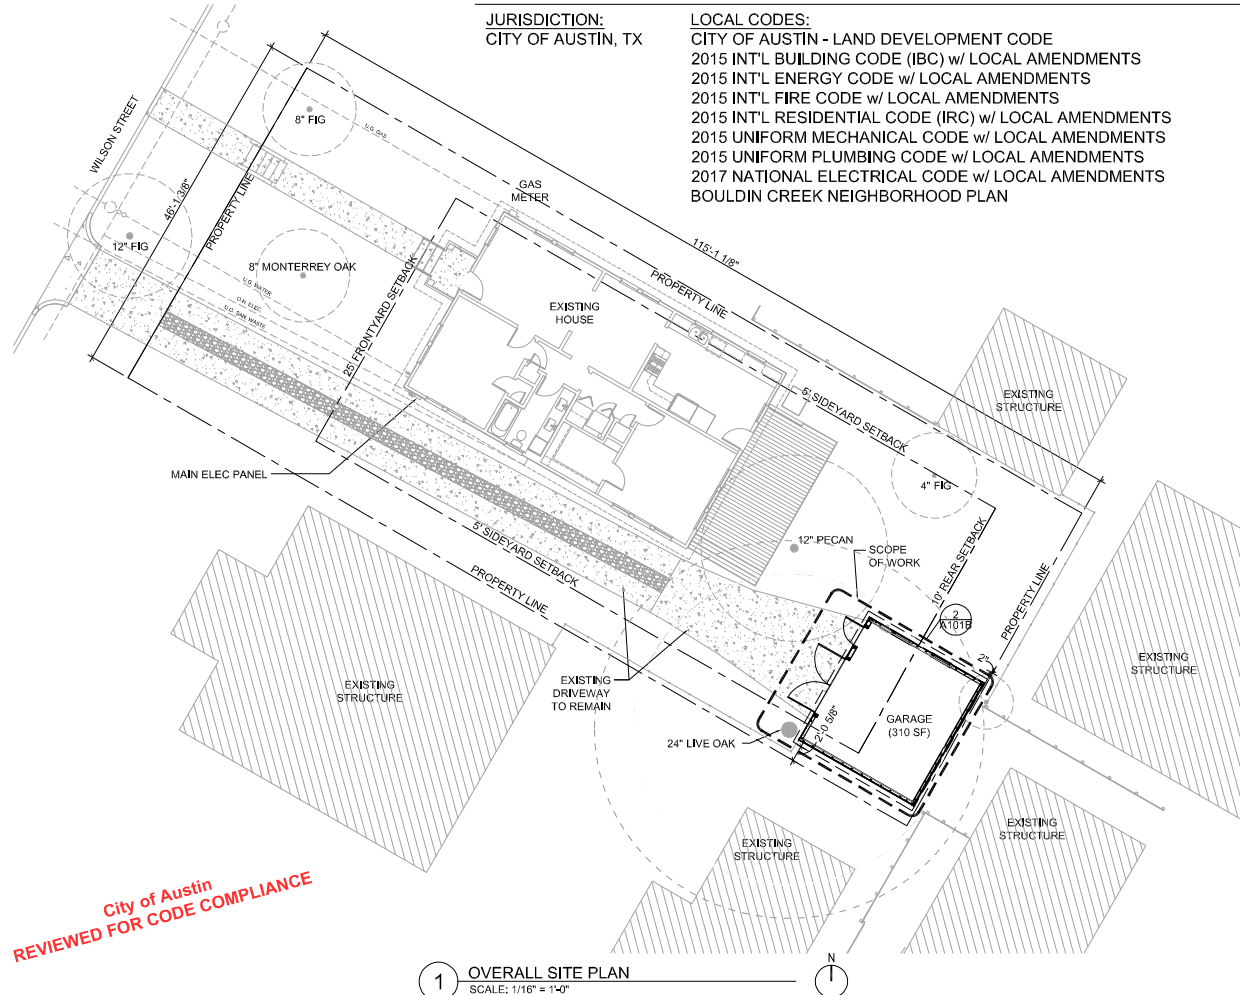 JURISDICTION:
CITY OF AUSTIN, TX
LOCAL CODES:
CITY OF AUSTIN - LAND DEVELOPMENT CODE
2015 INT'L BUILDING CODE (IBC) w/ LOCAL AMENDMENTS
2015 INT'L ENERGY CODE w/ LOCAL AMENDMENTS
2015 INT'L FIRE CODE w/ LOCAL AMENDMENTS
2015 INT'L RESIDENTIAL CODE (IRC) w/ LOCAL AMENDMENTS
2015 UNIFORM MECHANICAL CODE w/ LOCAL AMENDMENTS
2015 UNIFORM PLUMBING CODE w/ LOCAL AMENDMENTS
2017 NATIONAL ELECTRICAL CODE w/ LOCAL AMENDMENTS
BOULDIN CREEK NEIGHBORHOOD PLAN
WILSON STREET
8" FIG
U.G. GAS
46'-1 3/8"
PROPERTY LINE
GAS
METER
12" FIG
8" MONTERREY OAK
U.G. WATER
O.H. ELEC.
U.G. SAN. WASTE
25' FRONTYARD SETBACK
EXISTING
HOUSE
115'-1 1/8"
PROPERTY LINE
5' SIDEYARD SETBACK
EXISTING
STRUCTURE
MAIN ELEC PANEL
4" FIG
5' SIDEYARD SETBACK
PROPERTY LINE
12" PECAN
SCOPE
OF WORK
10' REAR SETBACK
PROPERTY LINE
2
A101B
2"
EXISTING
STRUCTURE
EXISTING
STRUCTURE
EXISTING
DRIVEWAY
TO REMAIN
24" LIVE OAK
2'-0 5/8"
GARAGE
(310 SF)
EXISTING
STRUCTURE
EXISTING
STRUCTURE
City of Austin
REVIEWED FOR CODE COMPLIANCE
1
OVERALL SITE PLAN
SCALE: 1/16" = 1'-0"
N